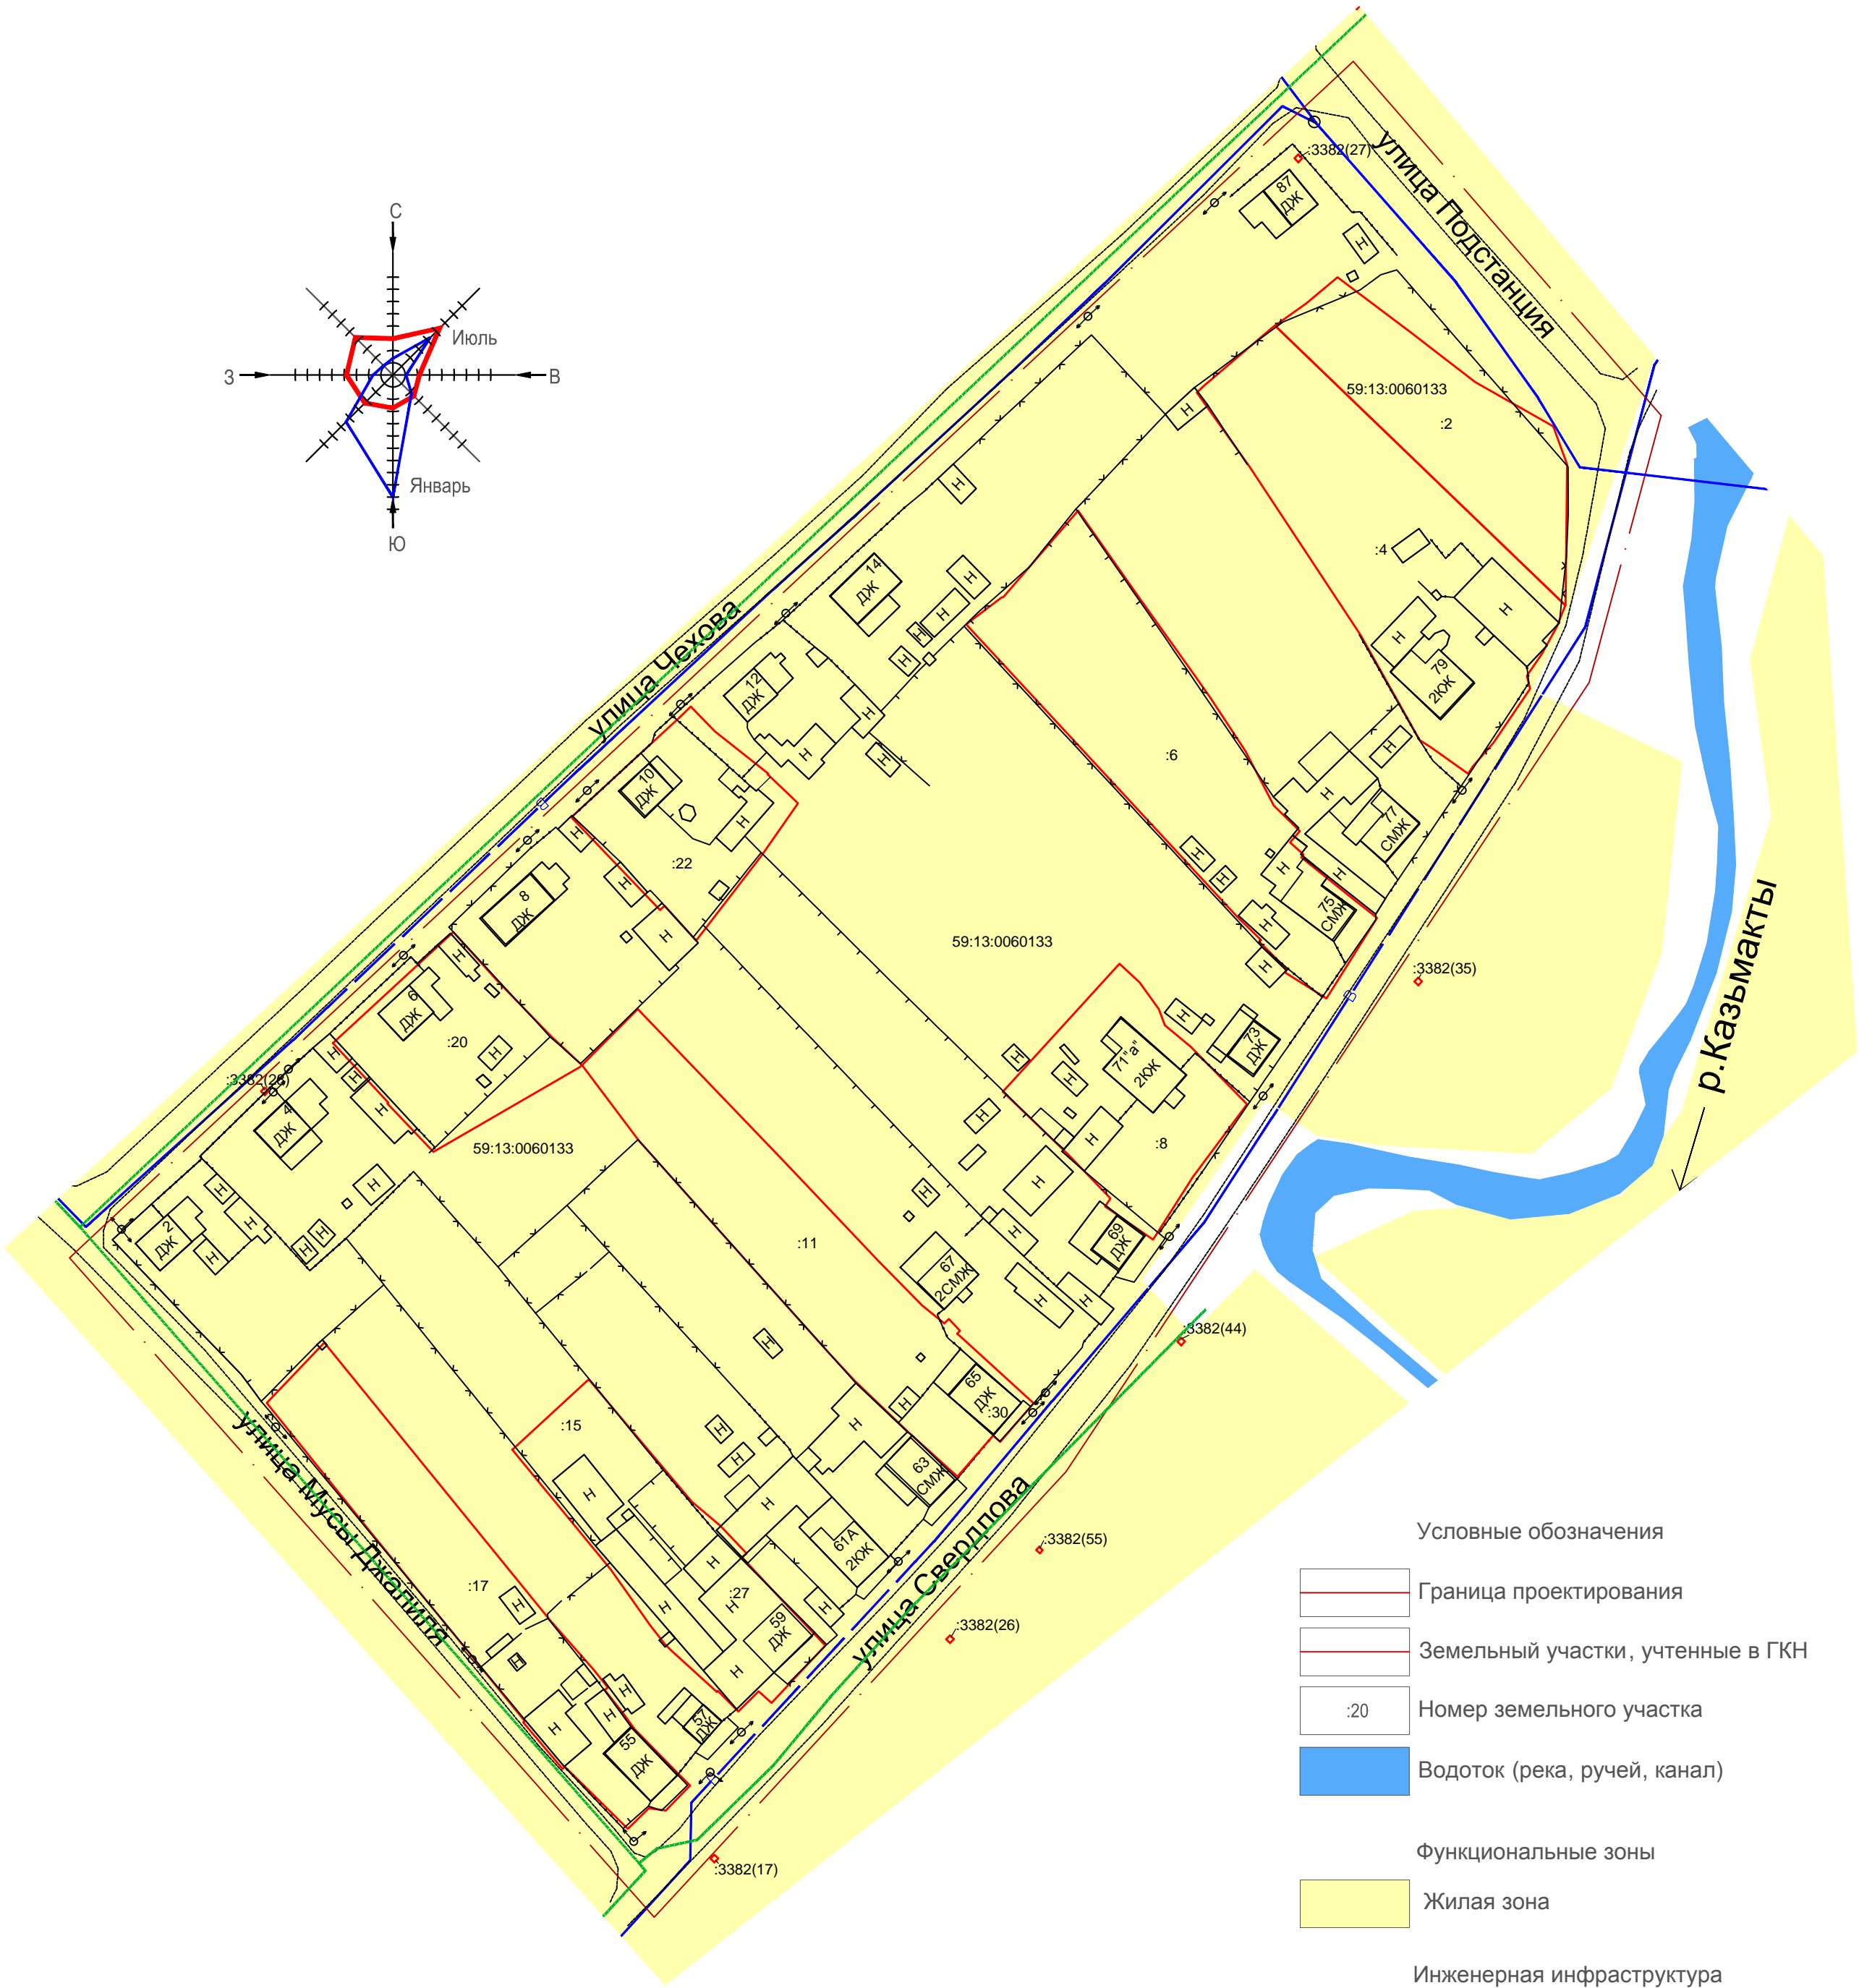 улица Подстанция
:3382(27)
87
ДЖ
Н
С
Июль
З
В
Январь
Ю
59:13:0060133
:2
Н
Н
:4
Н
Н
79
2КЖ
14
ДЖ
Н
Н
Н
Н
улица Чехова
12
ДЖ
Н
Н
Н
:6
Н
Н
77
СМЖ
10
ДЖ
В
Н
Н
Н
:22
Н
Н
Н
Н
75
СМЖ
8
ДЖ
Н
Н
59:13:0060133
Н
р.Казьмакты
:3382(35)
В
Н
6
ДЖ
:20
Н
Н
Н
Н
:3382(28)
4
ДЖ
Н
71"а"
2КЖ
73
ДЖ
Н
Н
Н
Н
:8
59:13:0060133
Н
Н
Н
Н
Н
2
ДЖ
Н
Н
Н
Н
:11
67
2СМЖ
69
ДЖ
Н
Н
:3382(44)
Н
65
ДЖ
:30
Н
Н
:15
Н
Н
63
СМЖ
улица Мусы Джалиля
Н
Н
61А
2КЖ
улица Свердлова
:3382(55)
Н
:17
:27
Н
Н
Н
Н
59
ДЖ
:3382(26)
Н
Н
Н
Н
Н
57
ДЖ
55
ДЖ
:3382(17)
Условные обозначения
Граница проектирования
Земельный участки, учтенные в ГКН
:20
Номер земельного участка
Водоток (река, ручей, канал)
Функциональные зоны
Жилая зона
Инженерная инфраструктура